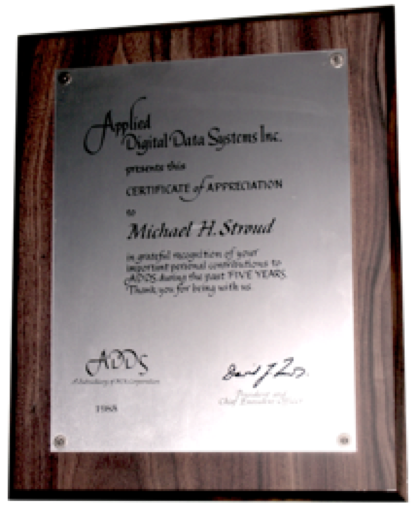 Applied
Digital Data Systems Inc.
presents this
CERTIFICATE of APPRECIATION
to
Michael H. Stroud
in grateful recognition of your
important personal contributions to
ADDS during the past FIVE YEARS.
Thank you for being with us
ADDS
A Subsidiary of NCR Corporation
1988
David J.
President and
Chief Executive Officer